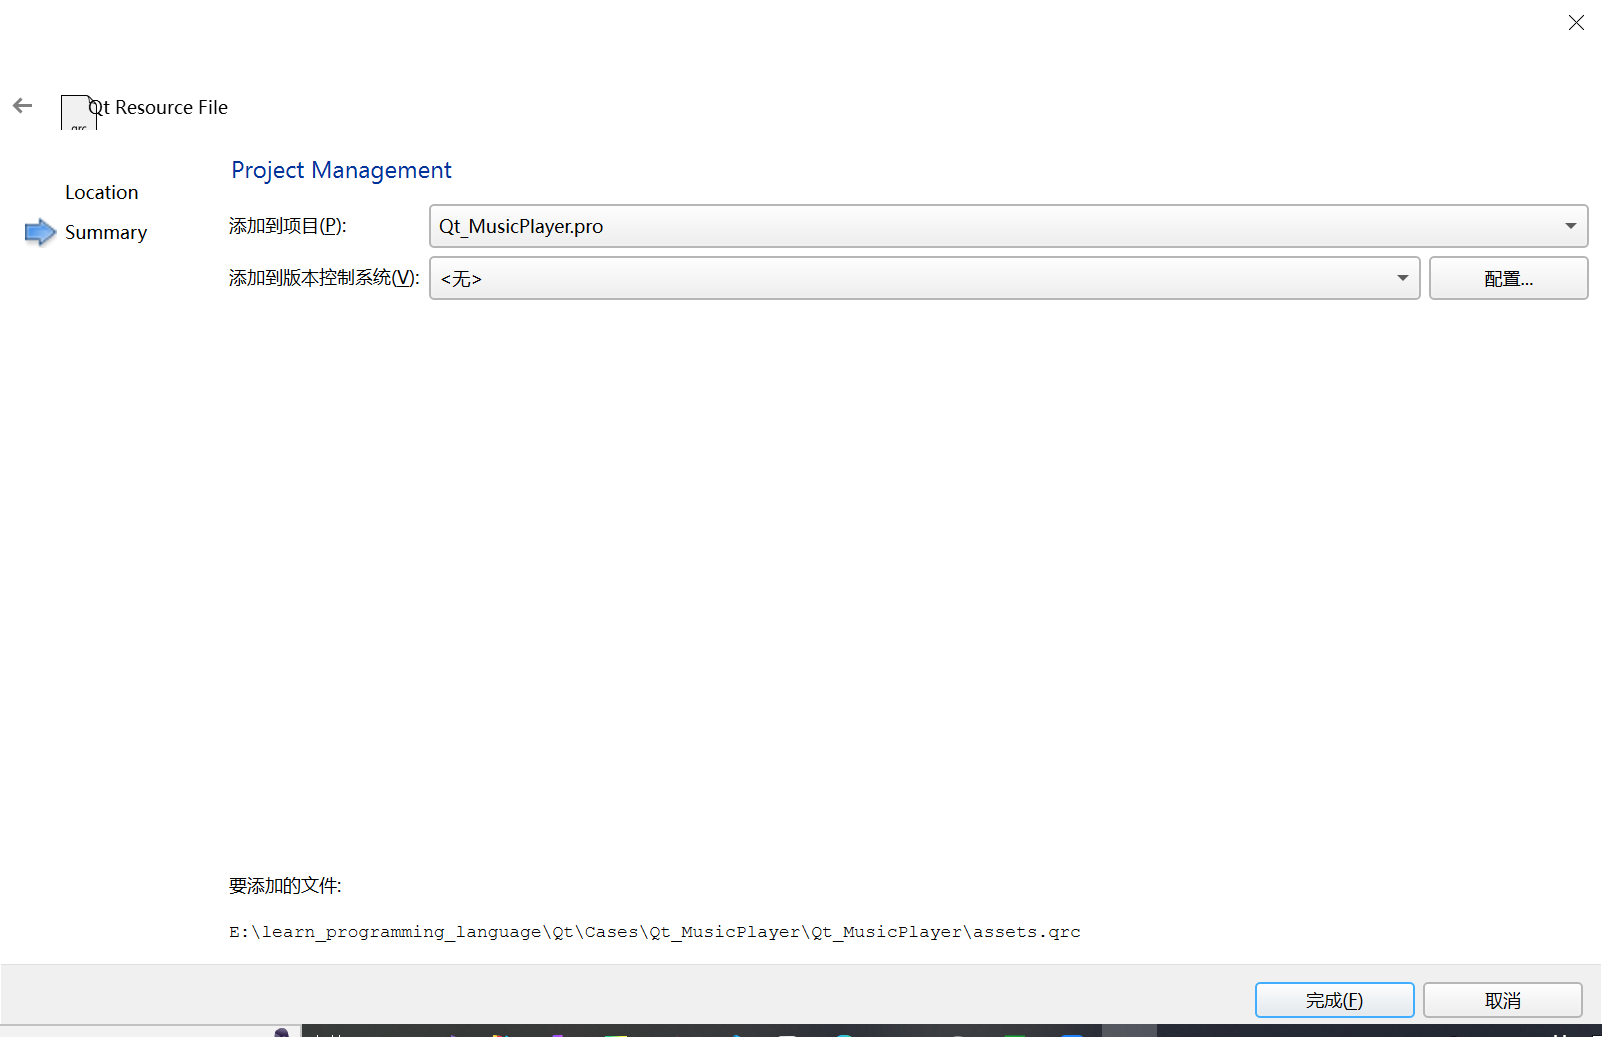 Qt Resource File
Project Management
Location
Summary
添加到项目(P):
Qt_MusicPlayer.pro
添加到版本控制系统(V):
<无>
配置...
要添加的文件:
E:\learn_programming_language\Qt\Cases\Qt_MusicPlayer\Qt_MusicPlayer\assets.qrc
完成(F)
取消